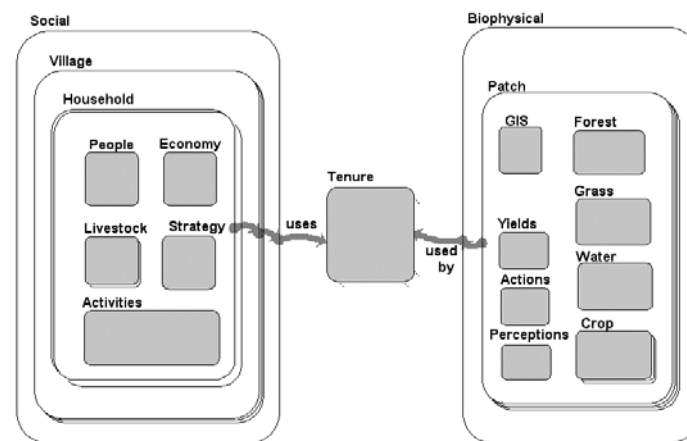 Social
Village
Household
People
Economy
Livestock
Strategy
Activities
uses
Tenure
used
by
Biophysical
Patch
GIS
Forest
Grass
Yields
Water
Actions
Crop
Perceptions